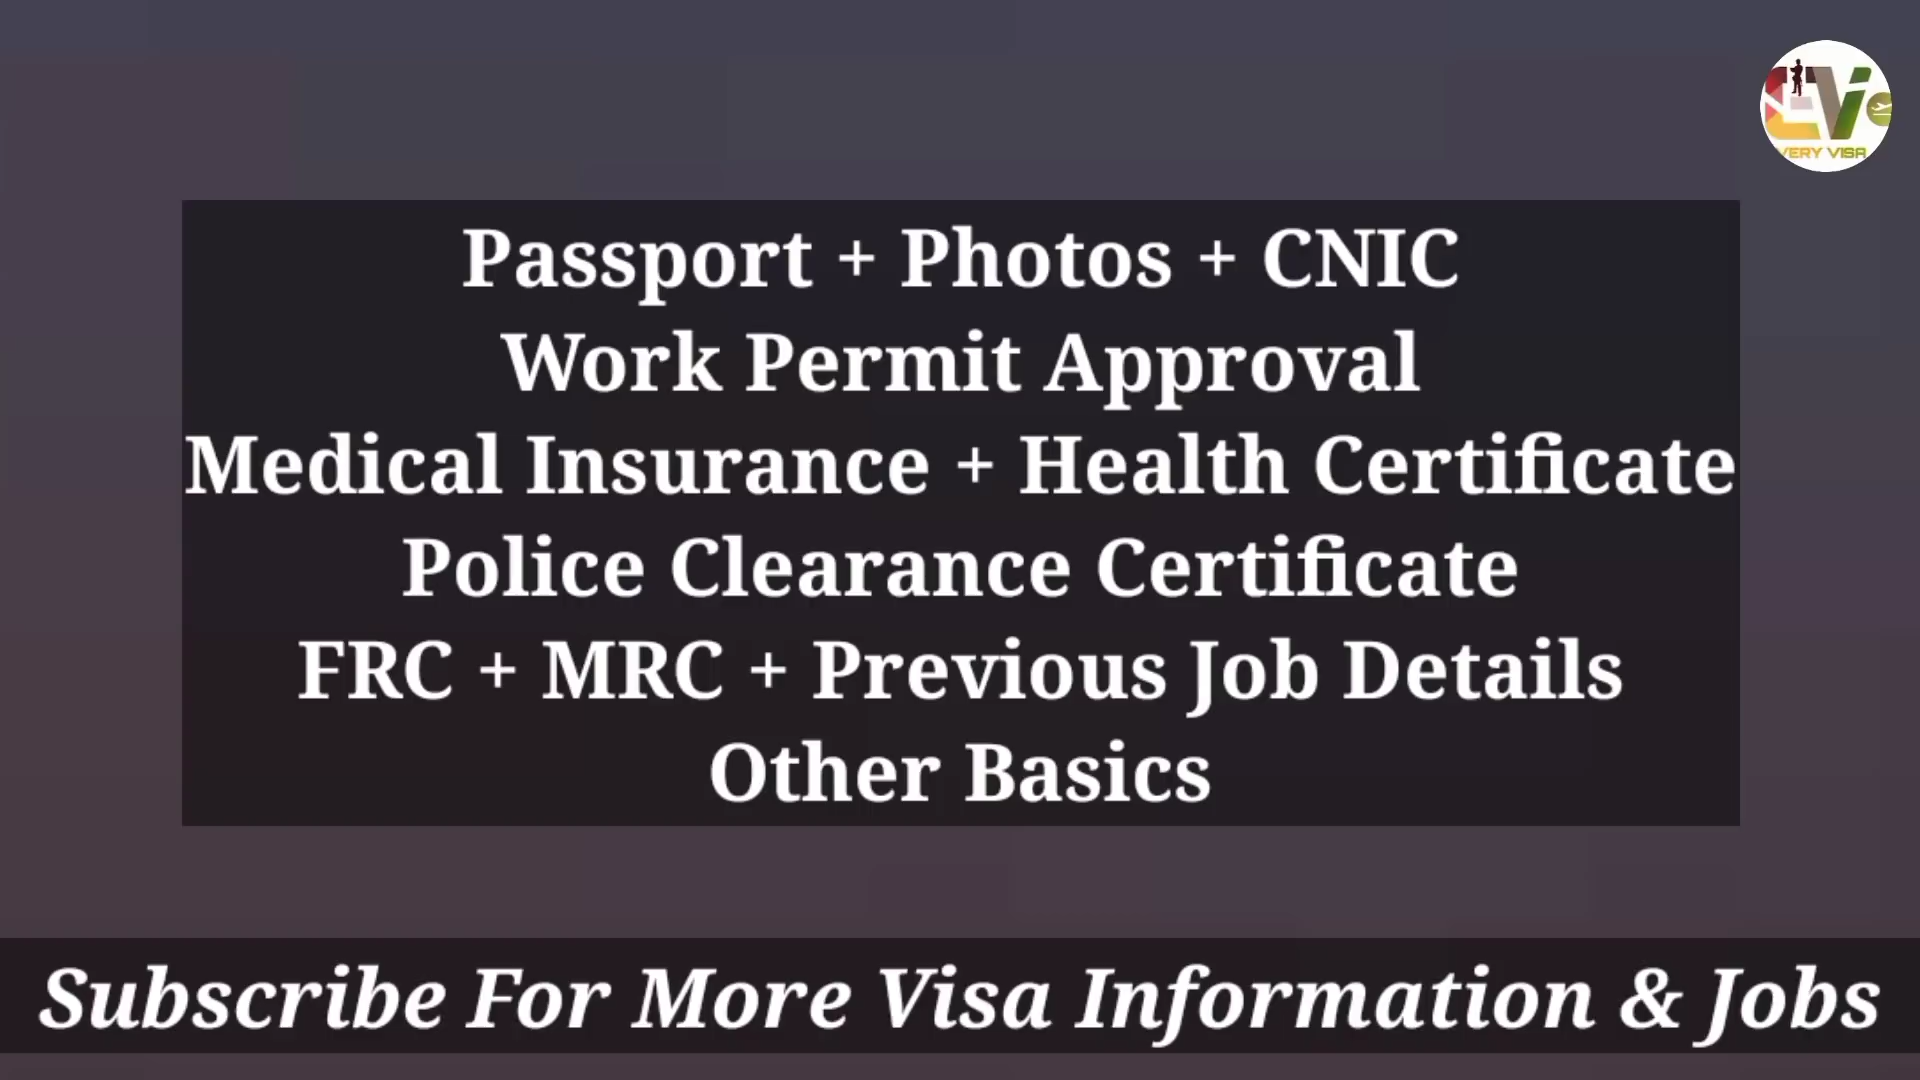 VERY VISA
Passport + Photos + CNIC
Work Permit Approval
Medical Insurance + Health Certificate
Police Clearance Certificate
FRC + MRC + Previous Job Details
Other Basics
Subscribe For More Visa Information & Jobs